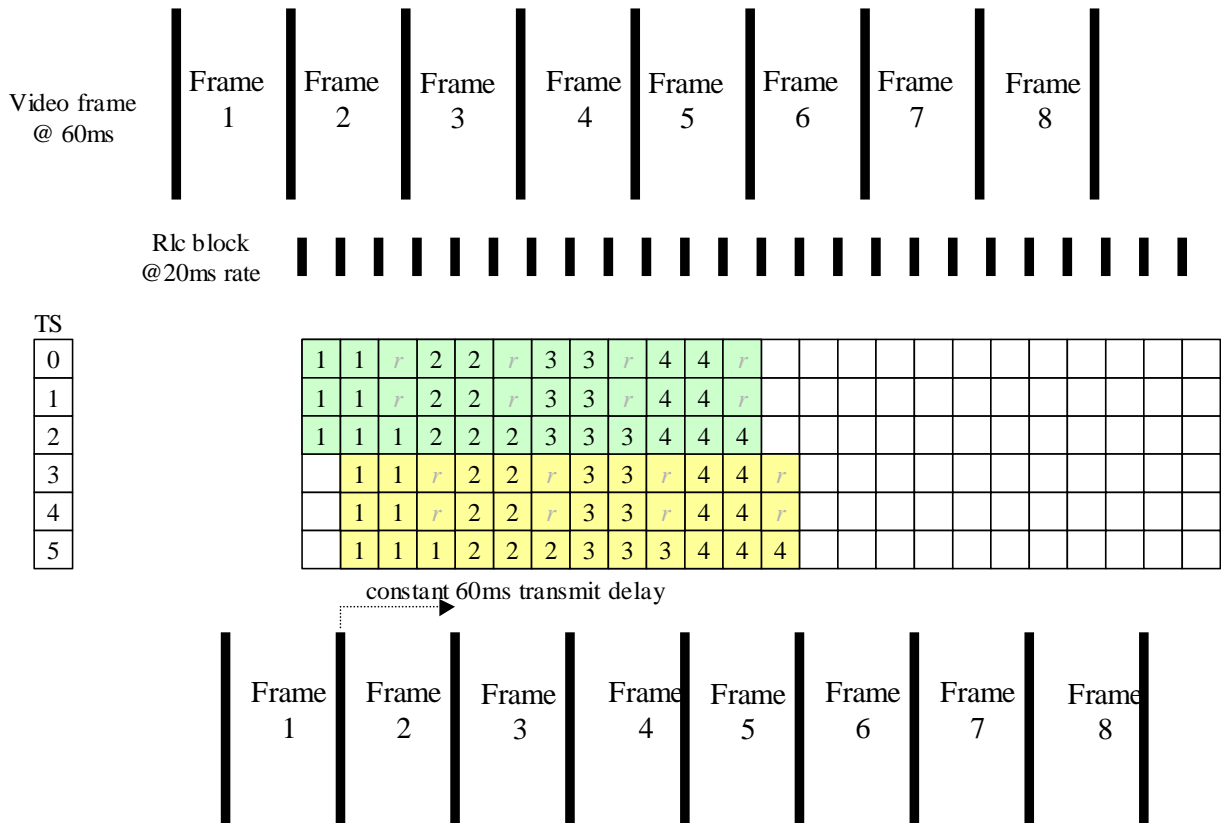 Frame Frame Frame Frame Frame Frame Frame Frame
1 2 3 4 5 6 7 8
Video frame
@ 60ms
Rlc block
@20ms rate
TS
0 1 1 r 2 2 r 3 3 r 4 4 r
1 1 1 r 2 2 r 3 3 r 4 4 r
2 1 1 1 2 2 2 3 3 3 4 4 4
3 1 1 r 2 2 r 3 3 r 4 4 r
4 1 1 r 2 2 r 3 3 r 4 4 r
5 1 1 1 2 2 2 3 3 3 4 4 4
constant 60ms transmit delay
Frame Frame Frame Frame Frame Frame Frame Frame
1 2 3 4 5 6 7 8